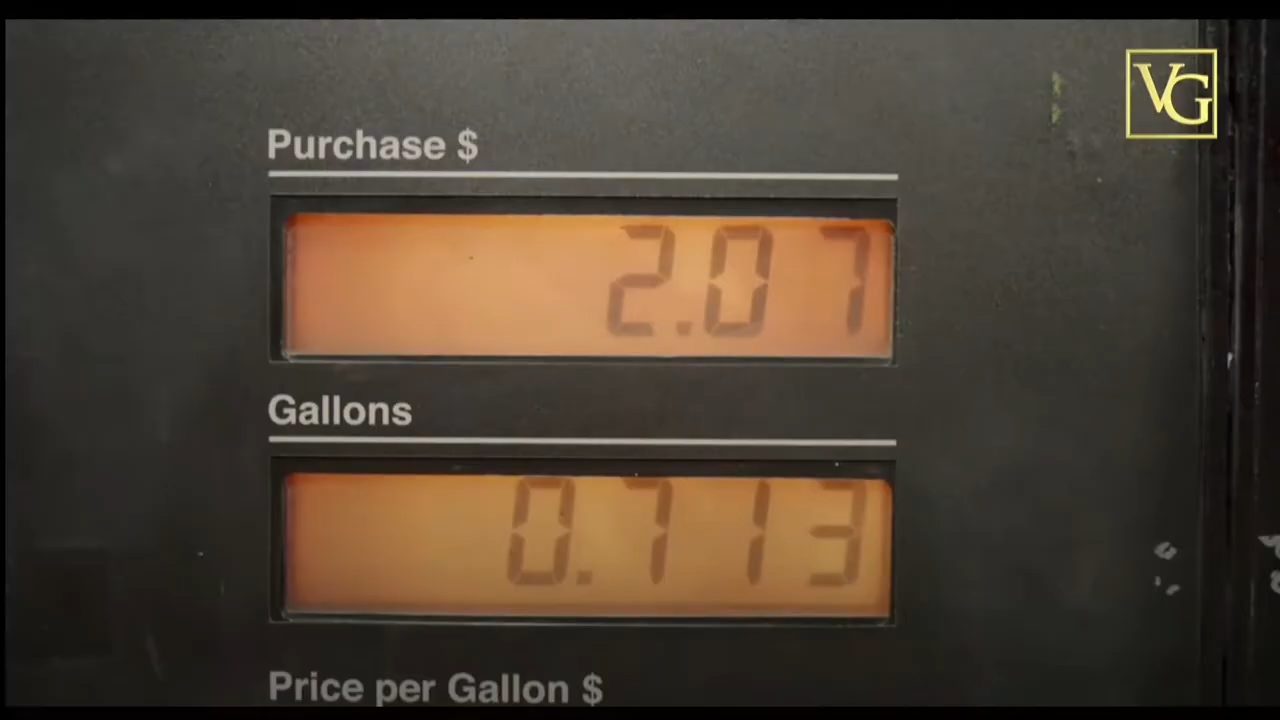 VG
Purchase $
2.07
Gallons
0.713
Price per Gallon $